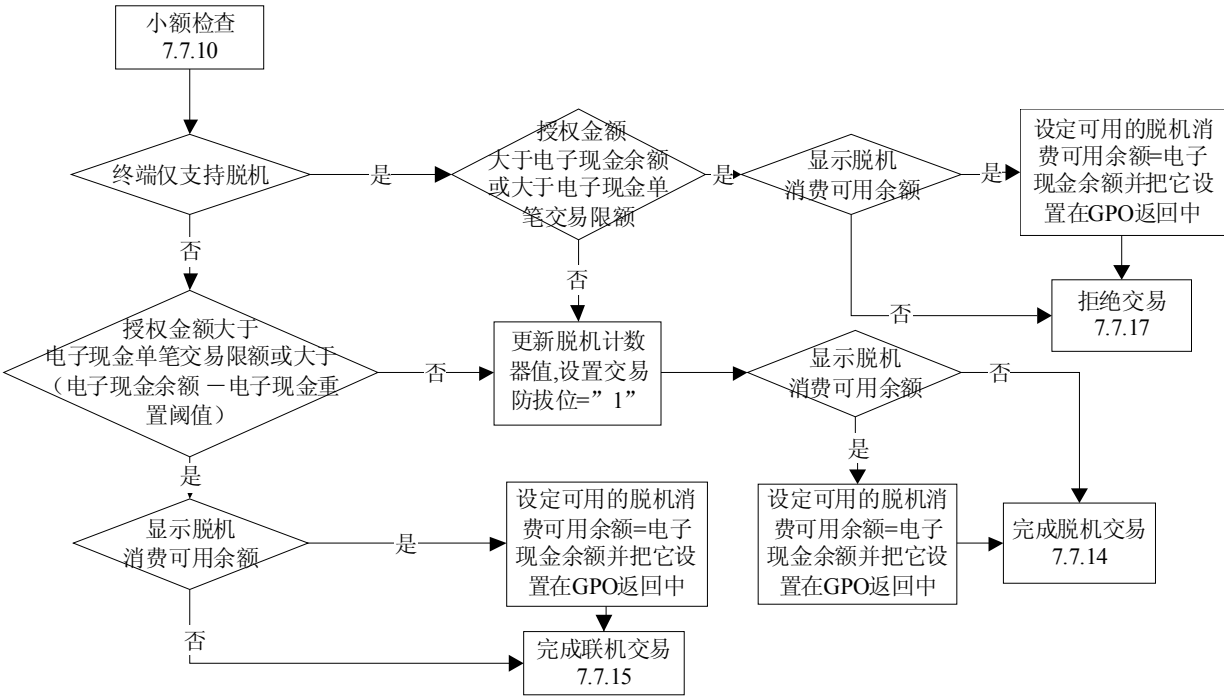 小额检查
7.7.10
终端仅支持脱机
是
授权金额
大于电子现金余额
或大于电子现金单
笔交易限额
是
显示脱机
消费可用余额
是
设定可用的脱机消
费可用余额=电子
现金余额并把它设
置在GPO返回中
否
否
否
拒绝交易
7.7.17
授权金额大于
电子现金单笔交易限额或大于
（电子现金余额－电子现金重
置阈值）
否
更新脱机计数
器值,设置交易
防拔位=”1”
显示脱机
消费可用余额
否
是
是
显示脱机
消费可用余额
是
设定可用的脱机消
费可用余额=电子
现金余额并把它设
置在GPO返回中
设定可用的脱机消
费可用余额=电子
现金余额并把它设
置在GPO返回中
完成脱机交易
7.7.14
否
完成联机交易
7.7.15